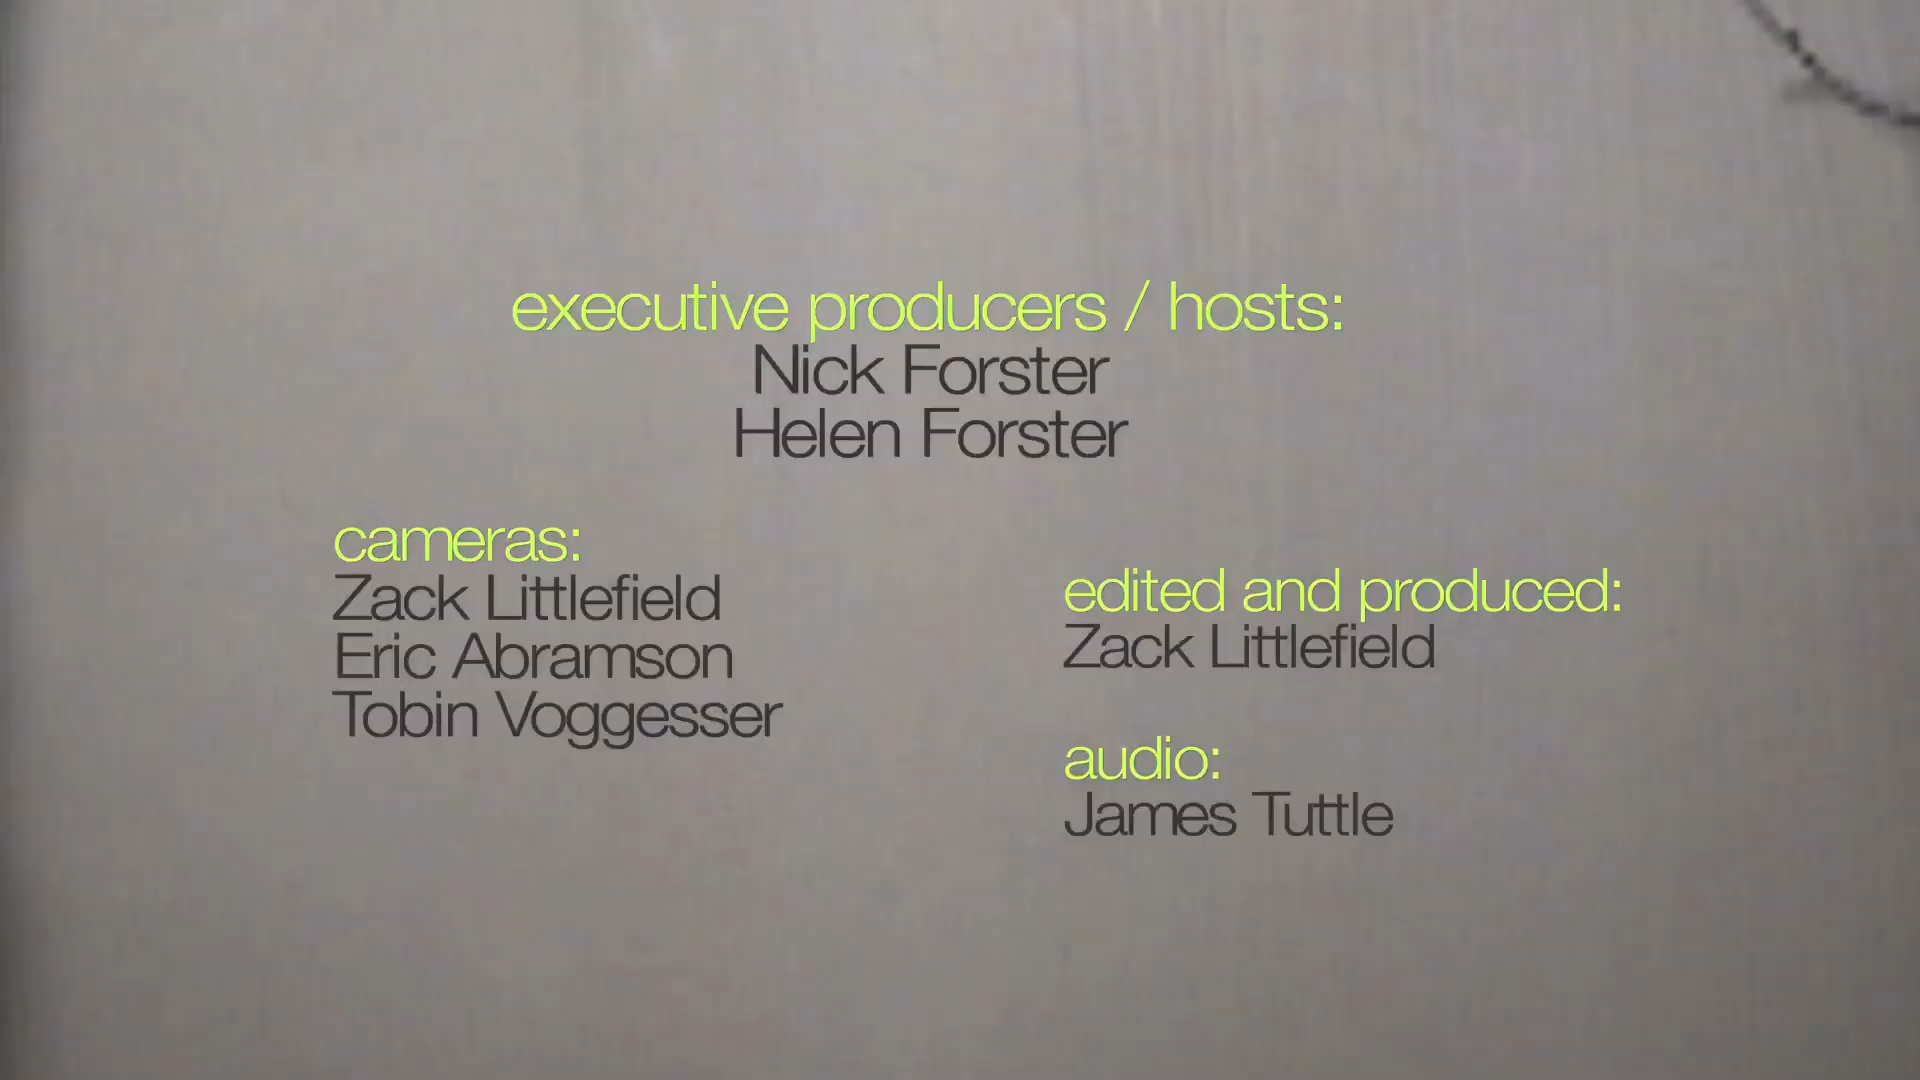 executive producers / hosts:
Nick Forster
Helen Forster
cameras:
Zack Littlefield
Eric Abramson
Tobin Voggesser
edited and produced:
Zack Littlefield
audio:
James Tuttle